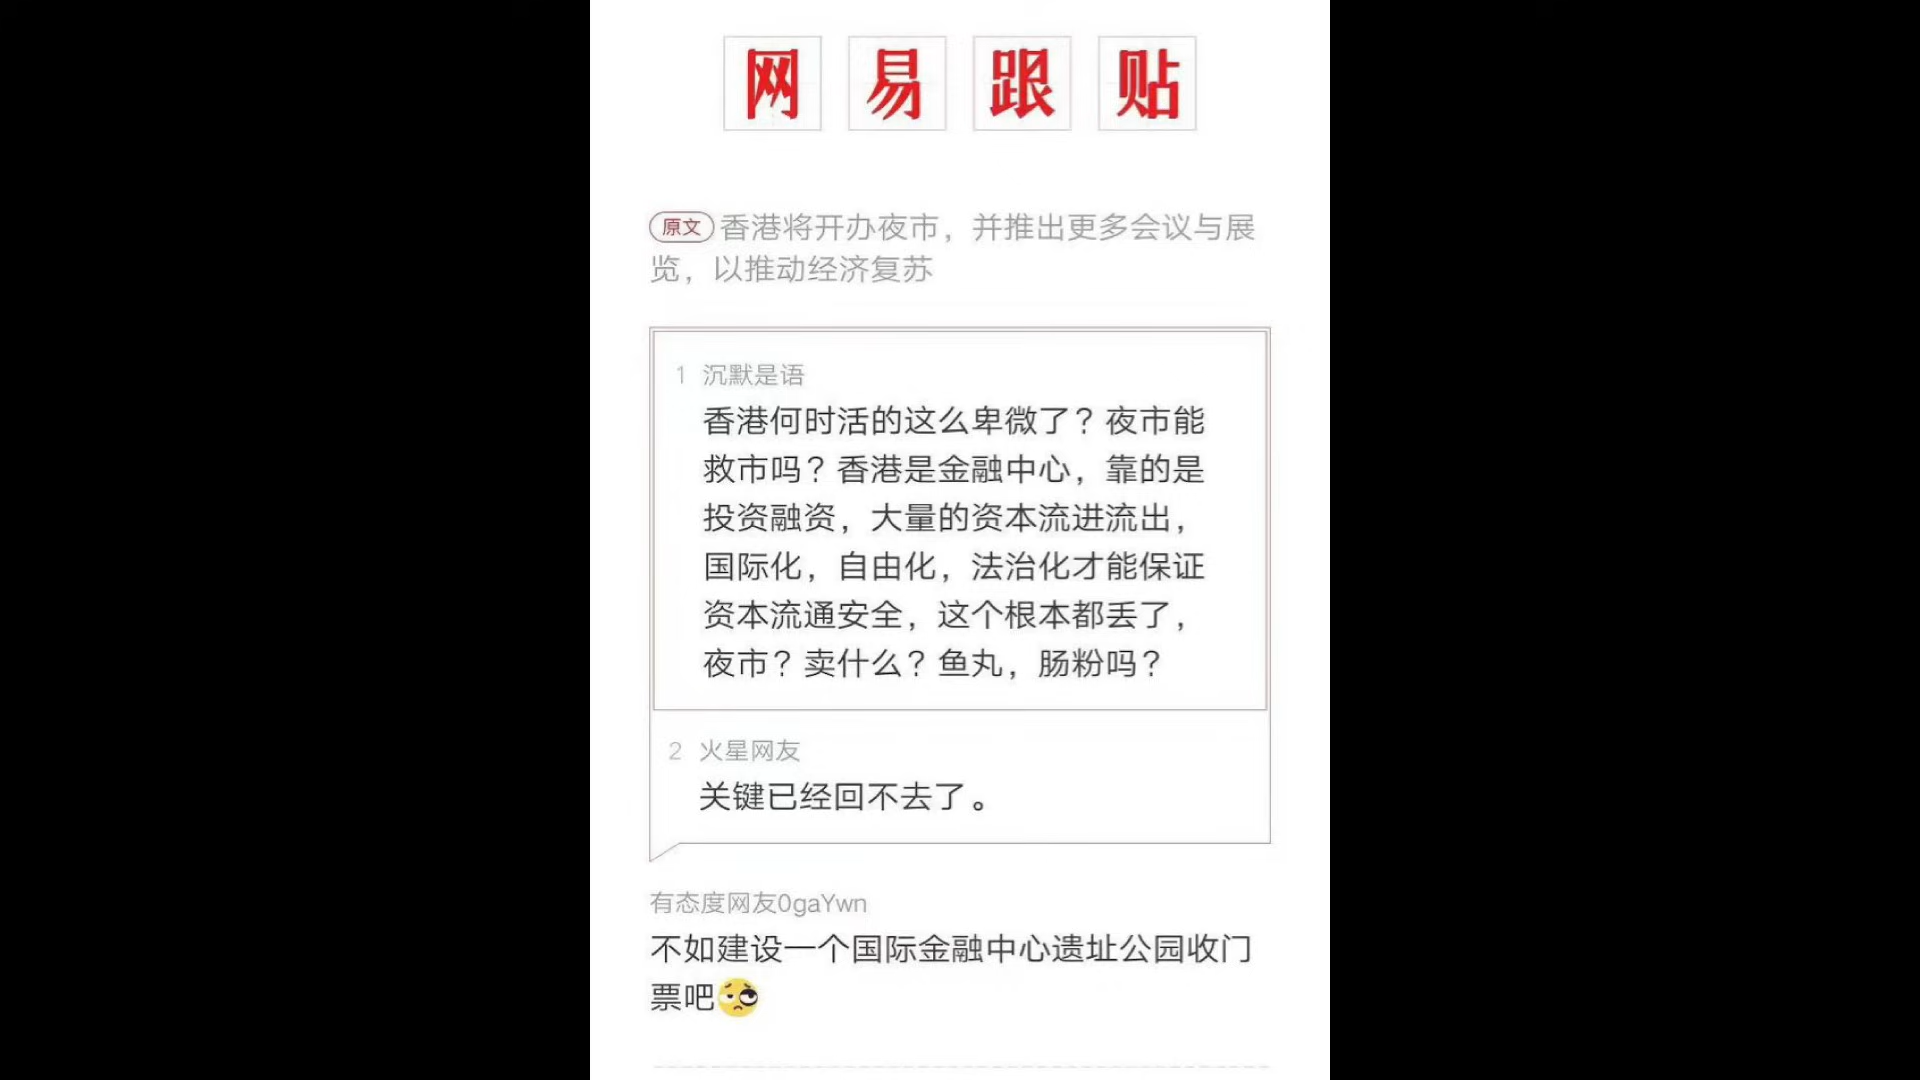 网易跟贴
原文 香港将开办夜市，并推出更多会议与展
览，以推动经济复苏
1 沉默是语
香港何时活的这么卑微了？夜市能
救市吗？香港是金融中心，靠的是
投资融资，大量的资本流进流出，
国际化，自由化，法治化才能保证
资本流通安全，这个根本都丢了，
夜市？卖什么？鱼丸，肠粉吗？
2 火星网友
关键已经回不去了。
有态度网友0gaYwn
不如建设一个国际金融中心遗址公园收门
票吧